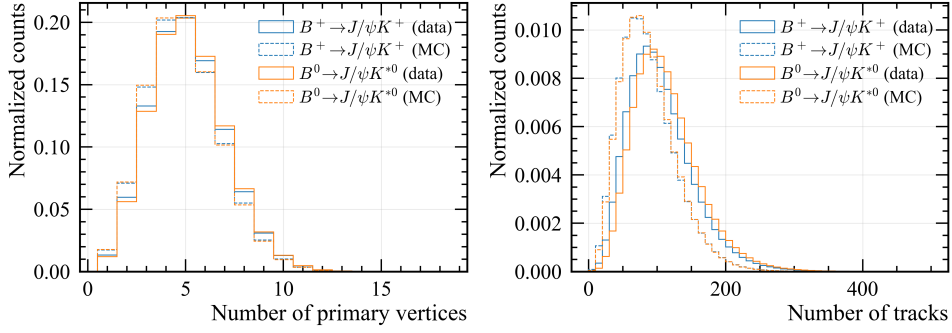 Normalized counts
0.20
0.15
0.10
0.05
0.00
0 5 10 15
Number of primary vertices
B⁺→J/ψK⁺ (data)
B⁺→J/ψK⁺ (MC)
B⁰→J/ψK*⁰ (data)
B⁰→J/ψK*⁰ (MC)
Normalized counts
0.010
0.008
0.006
0.004
0.002
0.000
0 200 400
Number of tracks
B⁺→J/ψK⁺ (data)
B⁺→J/ψK⁺ (MC)
B⁰→J/ψK*⁰ (data)
B⁰→J/ψK*⁰ (MC)